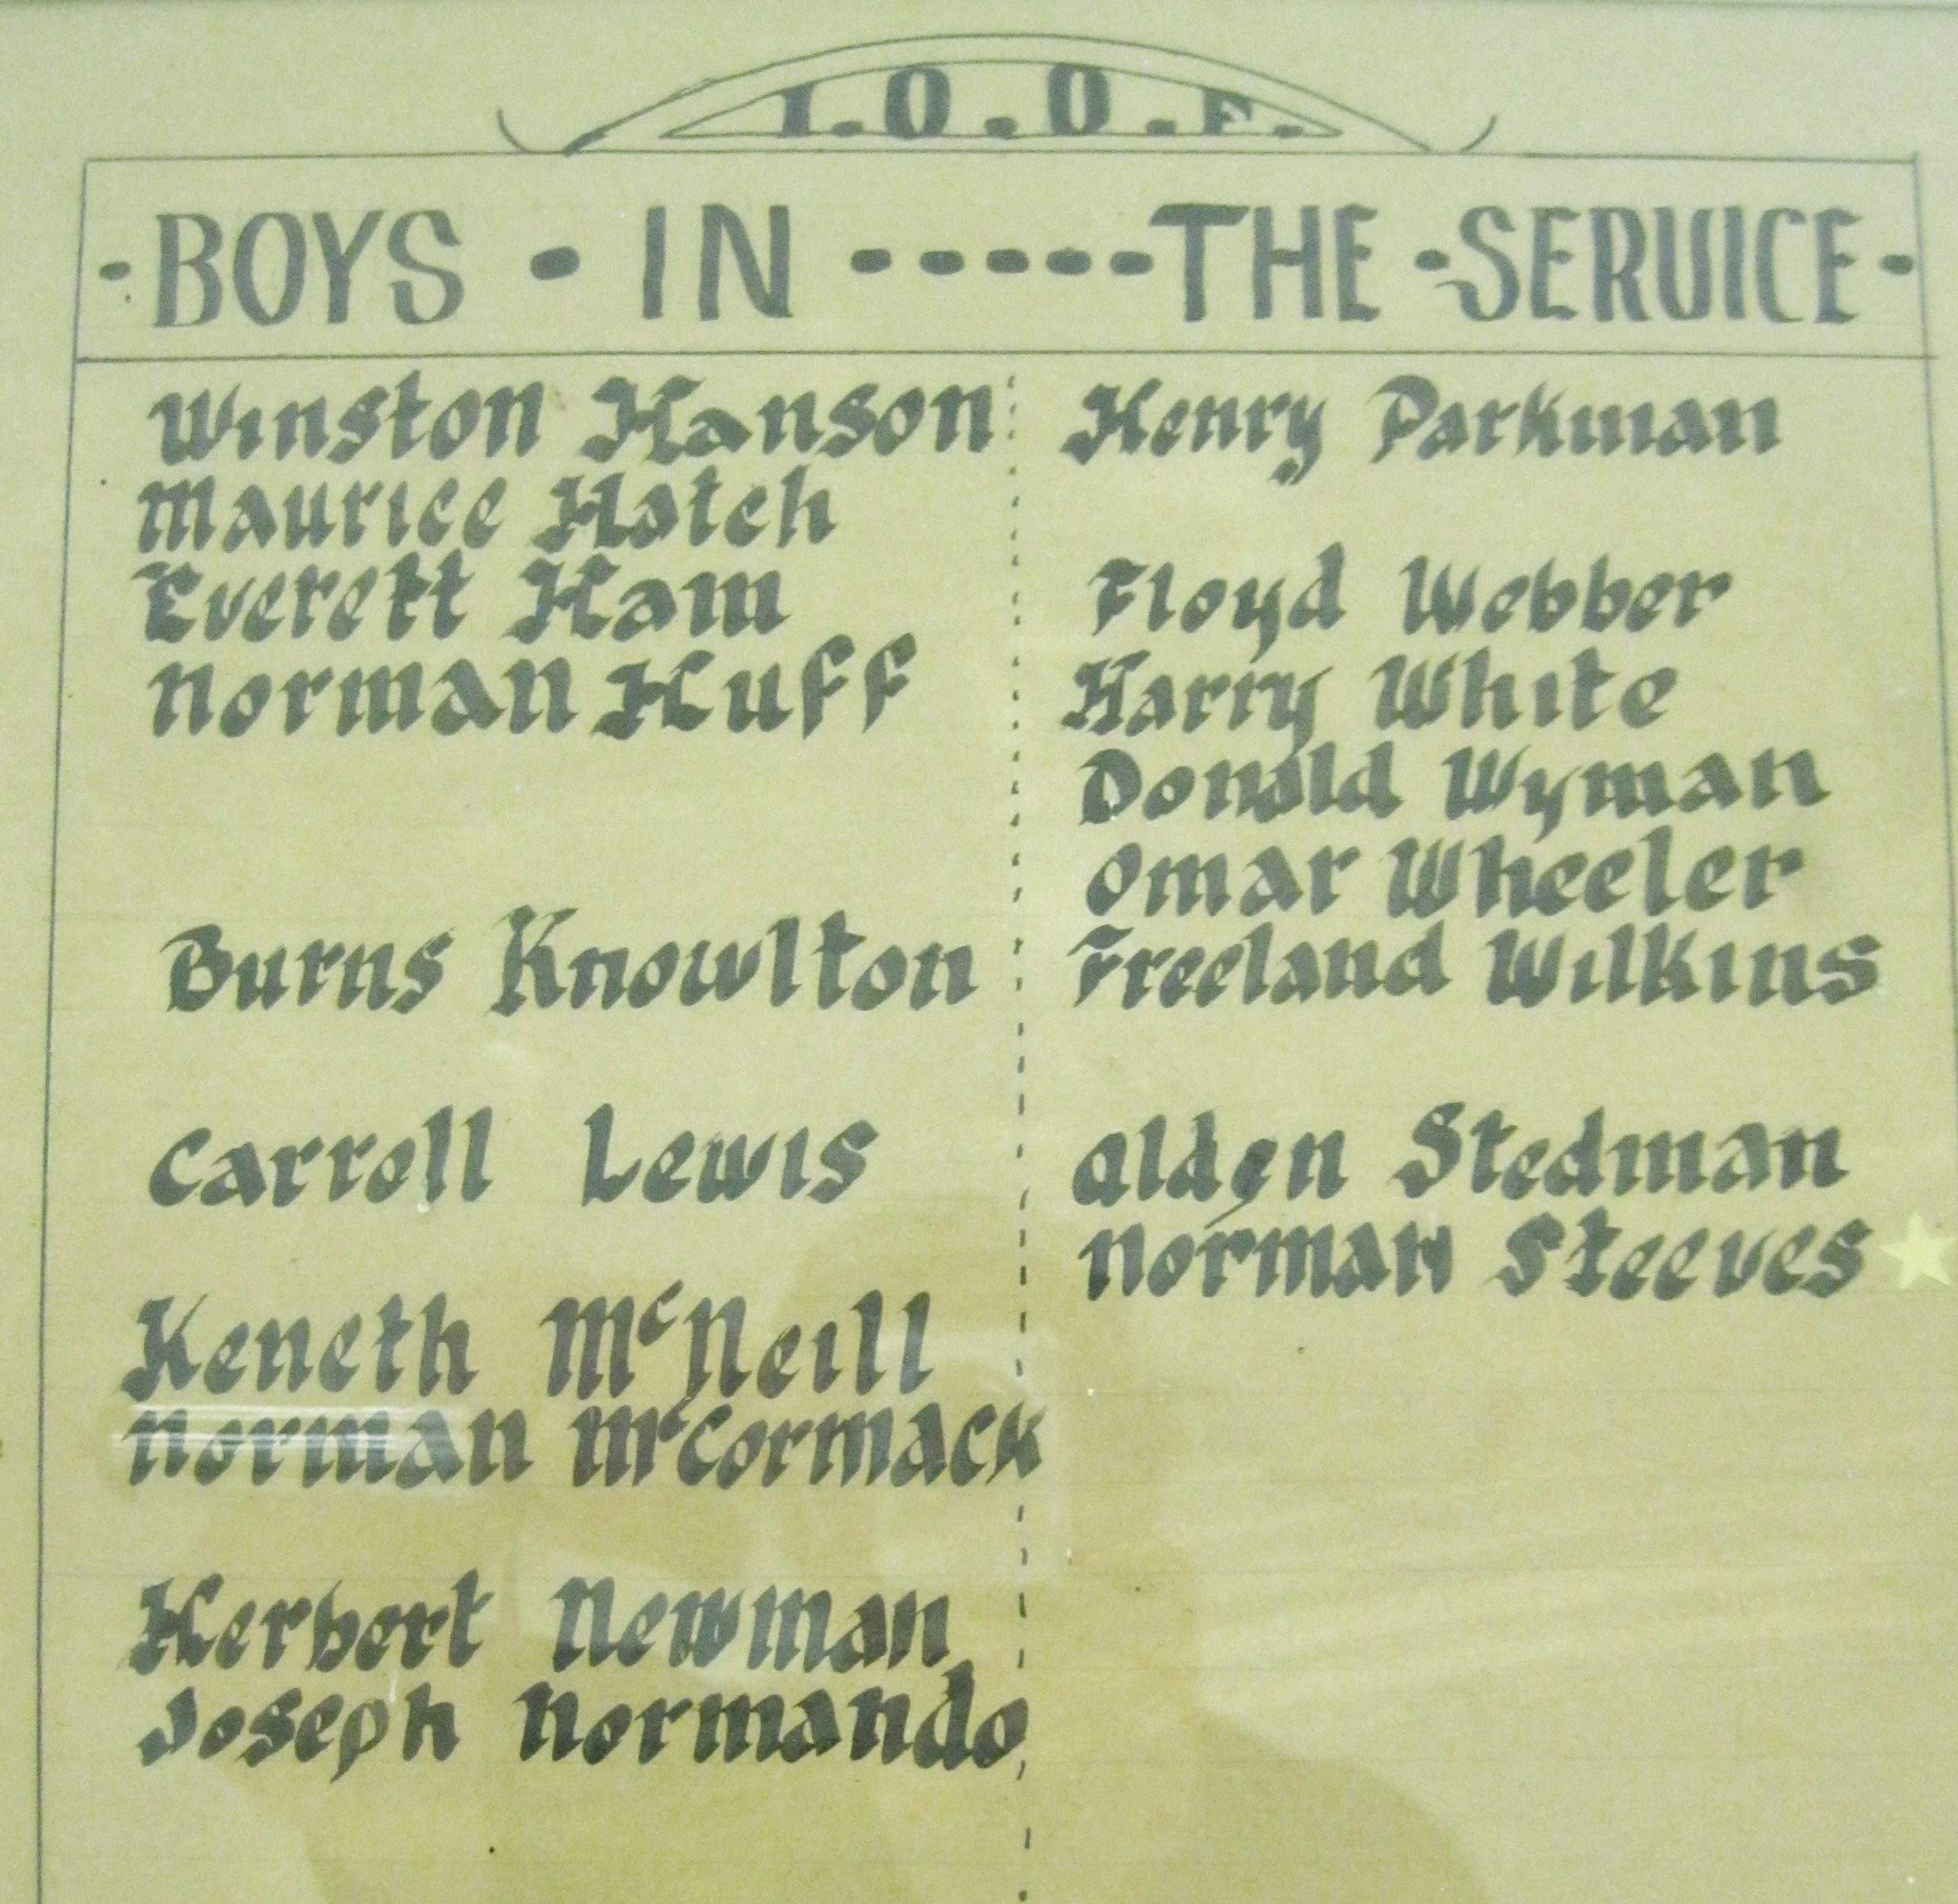 I.O.O.F.
-BOYS - IN -----THE -SERVICE-
Winston Hanson
Maurice Hatch
Everett Ham
Norman Huff
Burns Knowlton
Carroll Lewis
Keneth McNeill
Norman McCormack
Herbert Newman
Joseph Normando
Henry Parkman
Floyd Webber
Harry White
Donald Wyman
Omar Wheeler
Freeland Wilkins
Alden Stedman
Norman Steeves